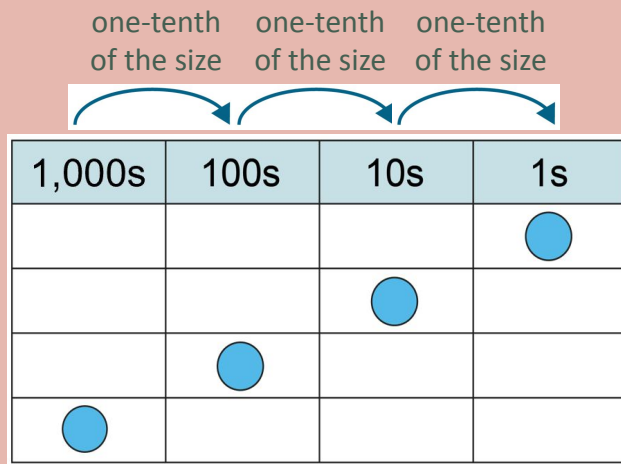 one-tenth one-tenth one-tenth
of the size of the size of the size
1,000s 100s 10s 1s